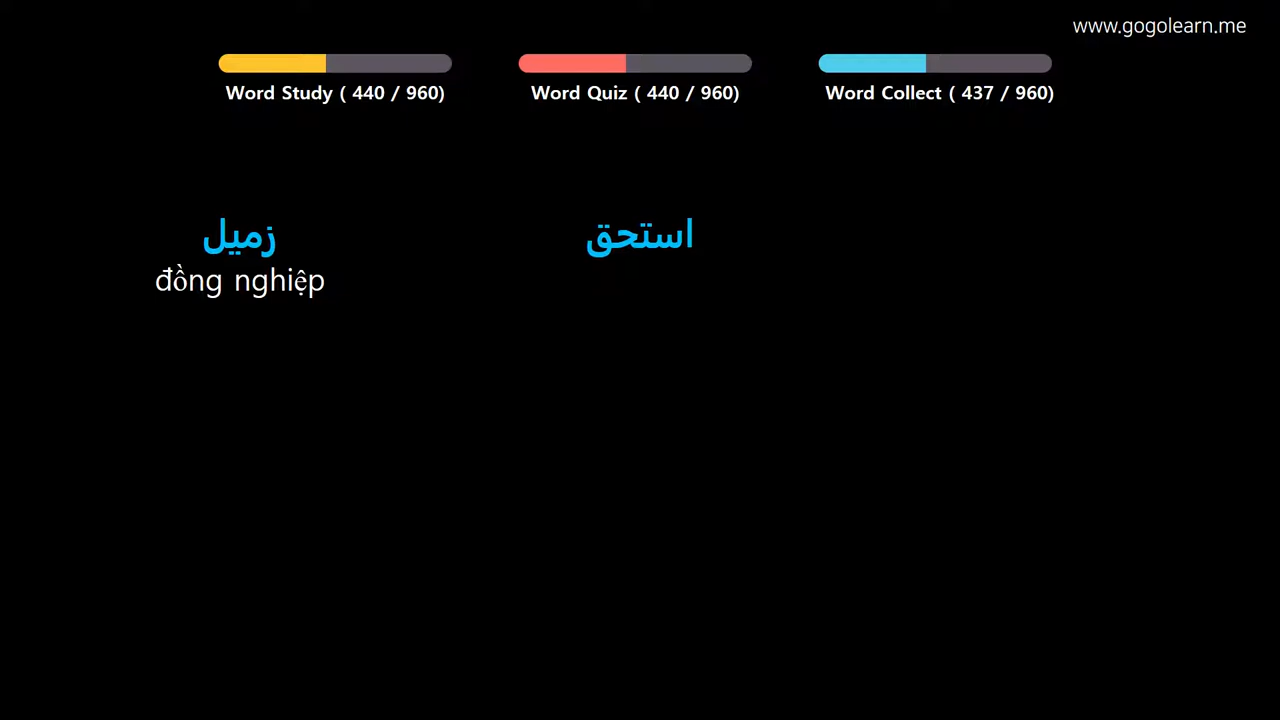 www.gogolearn.me
Word Study ( 440 / 960)
Word Quiz ( 440 / 960)
Word Collect ( 437 / 960)
زميل
đồng nghiệp
استحق